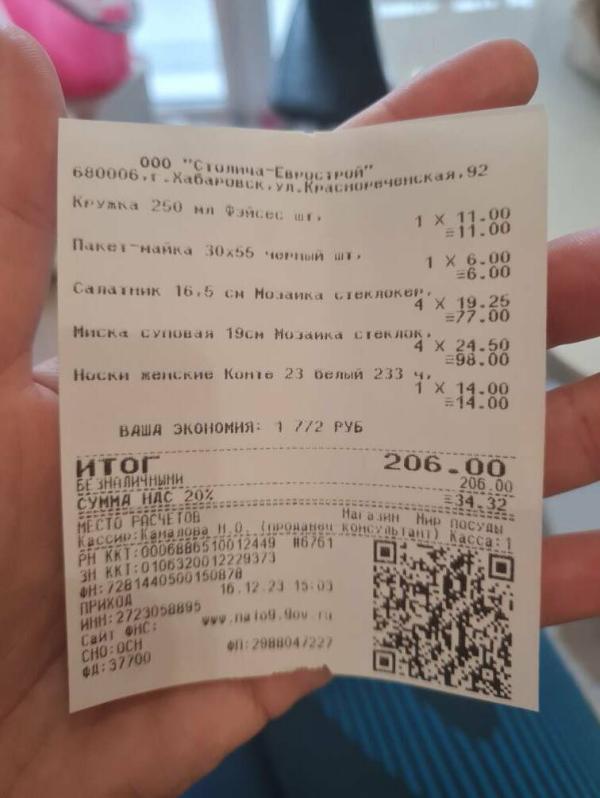 ООО "Столица-Еврострой"
680006,г.Хабаровск,ул.Краснореченская,92
Кружка 250 мл Фэйсес шт.
1 X 11.00
=11.00
Пакет-майка 30x55 черный шт.
1 X 6.00
=6.00
Салатник 16,5 см Мозаика стеклокер.
4 X 19.25
=77.00
Миска суповая 19см Мозаика стеклок.
4 X 24.50
=98.00
Носки женские Конте 23 белый 233 ч.
1 X 14.00
=14.00
ВАША ЭКОНОМИЯ: 1 772 РУБ
ИТОГ 206.00
БЕЗНАЛИЧНЫМИ 206.00
СУММА НДС 20% =34.32
МЕСТО РАСЧЕТОВ Магазин Мир посуды
Кассир:Камалова Н.О. (продавец консультант) Касса:1
РН ККТ:0006886510012449 #6761
ЗН ККТ:0106320012229373
ФН:7281440500150878
16.12.23 15:03
ПРИХОД
ИНН:2723058895
Сайт ФНС: www.nalog.gov.ru
СНО:ОСН
ФД:37700 ФП:2988047227